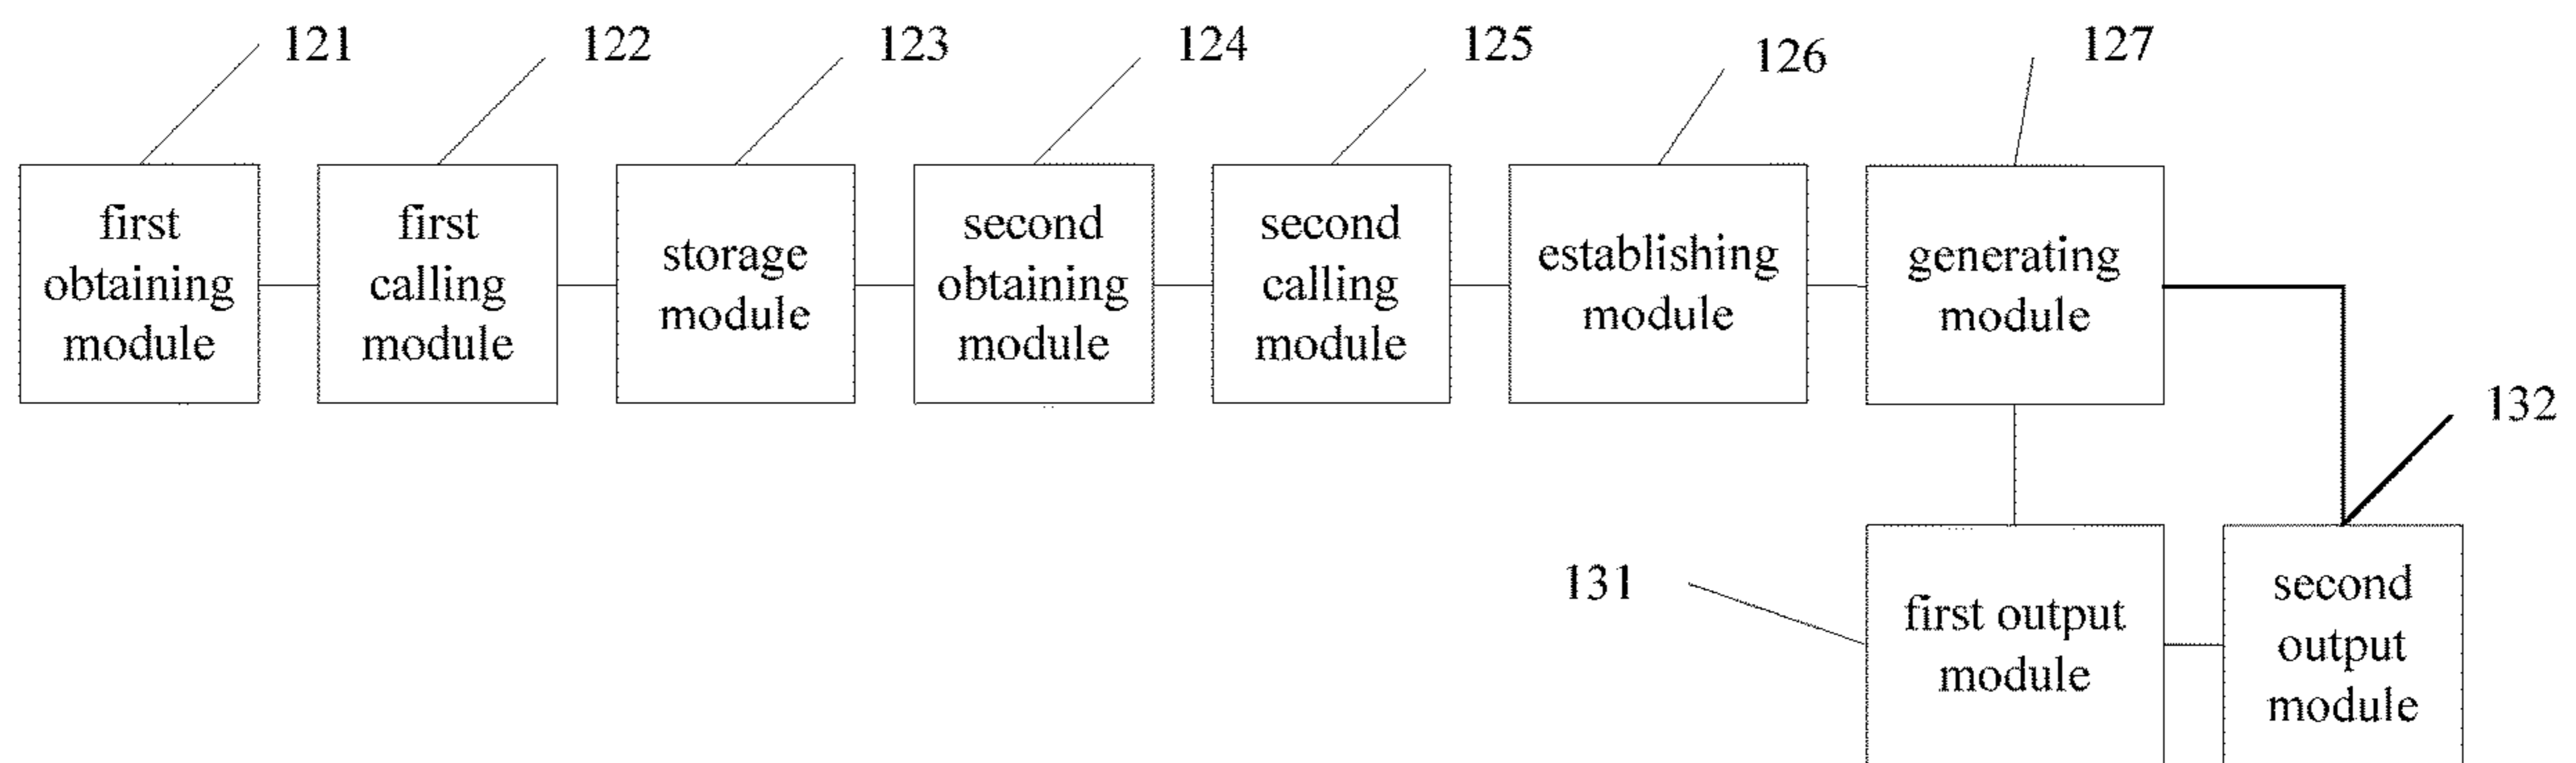 121
122
123
124
125
126
127
first
obtaining
module
first
calling
module
storage
module
second
obtaining
module
second
calling
module
establishing
module
generating
module
132
131
first output
module
second
output
module